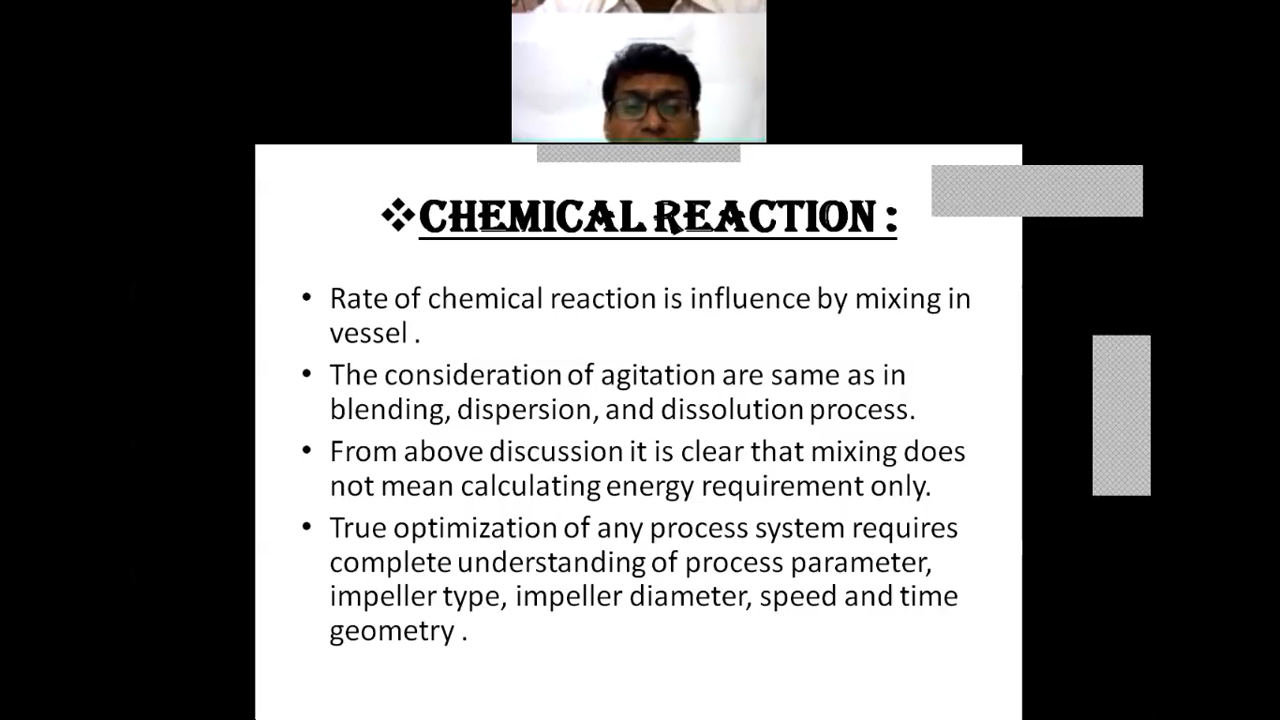 ❖CHEMICAL REACTION :
• Rate of chemical reaction is influence by mixing in
vessel .
• The consideration of agitation are same as in
blending, dispersion, and dissolution process.
• From above discussion it is clear that mixing does
not mean calculating energy requirement only.
• True optimization of any process system requires
complete understanding of process parameter,
impeller type, impeller diameter, speed and time
geometry .